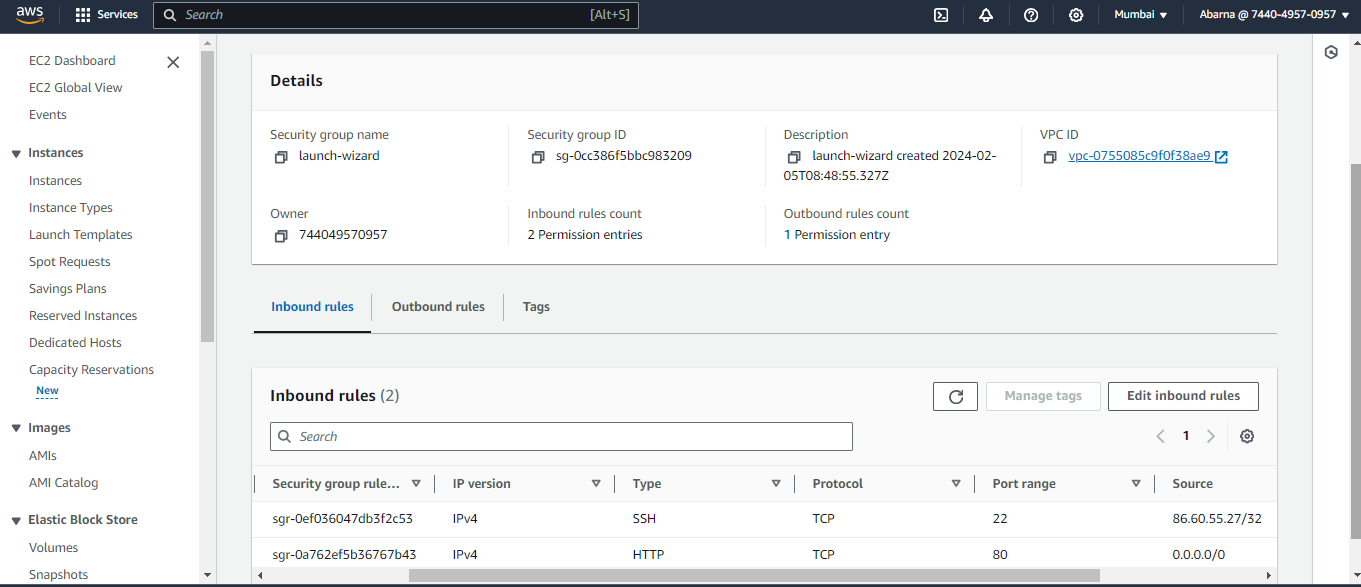 aws Services Search [Alt+S] Mumbai ▼ Abarna @ 7440-4957-0957 ▼
EC2 Dashboard
EC2 Global View
Events
Instances
Instances
Instance Types
Launch Templates
Spot Requests
Savings Plans
Reserved Instances
Dedicated Hosts
Capacity Reservations
New
Images
AMIs
AMI Catalog
Elastic Block Store
Volumes
Snapshots
Details
Security group name
launch-wizard
Security group ID
sg-0cc386f5bbc983209
Description
launch-wizard created 2024-02-
05T08:48:55.327Z
VPC ID
vpc-0755085c9f0f38ae9
Owner
744049570957
Inbound rules count
2 Permission entries
Outbound rules count
1 Permission entry
Inbound rules Outbound rules Tags
Inbound rules (2) Manage tags Edit inbound rules
Search 1
Security group rule... IP version Type Protocol Port range Source
sgr-0ef036047db3f2c53 IPv4 SSH TCP 22 86.60.55.27/32
sgr-0a762ef5b36767b43 IPv4 HTTP TCP 80 0.0.0.0/0